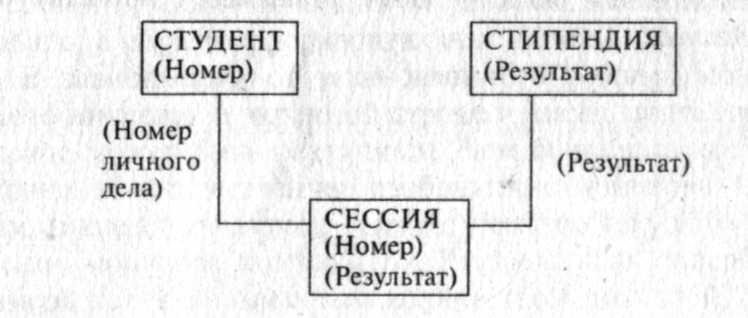 СТУДЕНТ
(Номер)
СТИПЕНДИЯ
(Результат)
(Номер
личного
дела)
(Результат)
СЕССИЯ
(Номер)
(Результат)